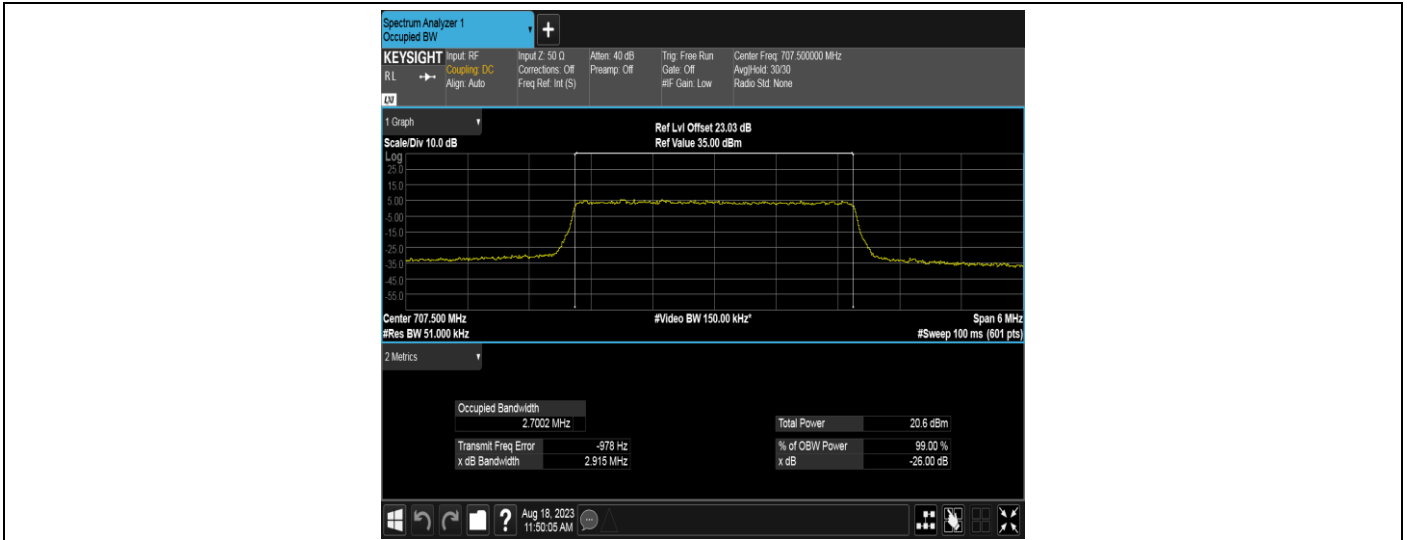 Spectrum Analyzer 1
Occupied BW
+
KEYSIGHT
RL
LXI
Input: RF
Coupling: DC
Align: Auto
Input Z: 50 Ω
Corrections: Off
Freq Ref: Int (S)
Atten: 40 dB
Preamp: Off
Trig: Free Run
Gate: Off
#IF Gain: Low
Center Freq: 707.500000 MHz
Avg|Hold: 30/30
Radio Std: None
1 Graph
Ref Lvl Offset 23.03 dB
Scale/Div 10.0 dB
Ref Value 35.00 dBm
Log
25.0
15.0
5.00
-5.00
-15.0
-25.0
-35.0
-45.0
-55.0
Center 707.500 MHz
#Video BW 150.00 kHz*
Span 6 MHz
#Res BW 51.000 kHz
#Sweep 100 ms (601 pts)
2 Metrics
Occupied Bandwidth
2.7002 MHz
Total Power 20.6 dBm
Transmit Freq Error -978 Hz
% of OBW Power 99.00 %
x dB Bandwidth 2.915 MHz
x dB -26.00 dB
?
Aug 18, 2023
11:50:05 AM